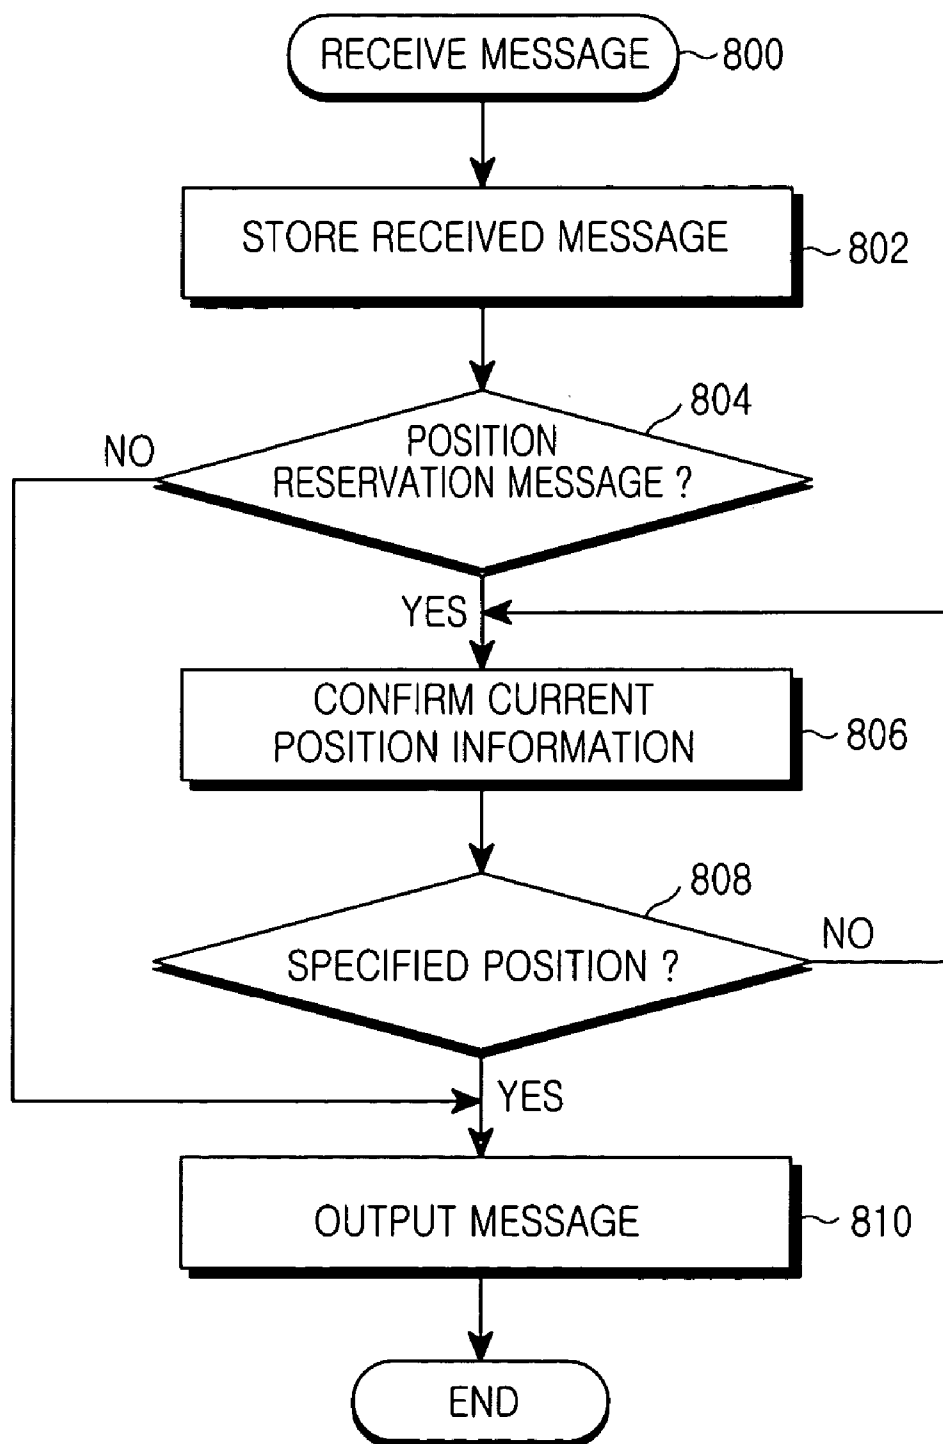 RECEIVE MESSAGE 800
STORE RECEIVED MESSAGE 802
804
NO
POSITION
RESERVATION MESSAGE ?
YES
CONFIRM CURRENT
POSITION INFORMATION
806
808
NO
SPECIFIED POSITION ?
YES
OUTPUT MESSAGE 810
END